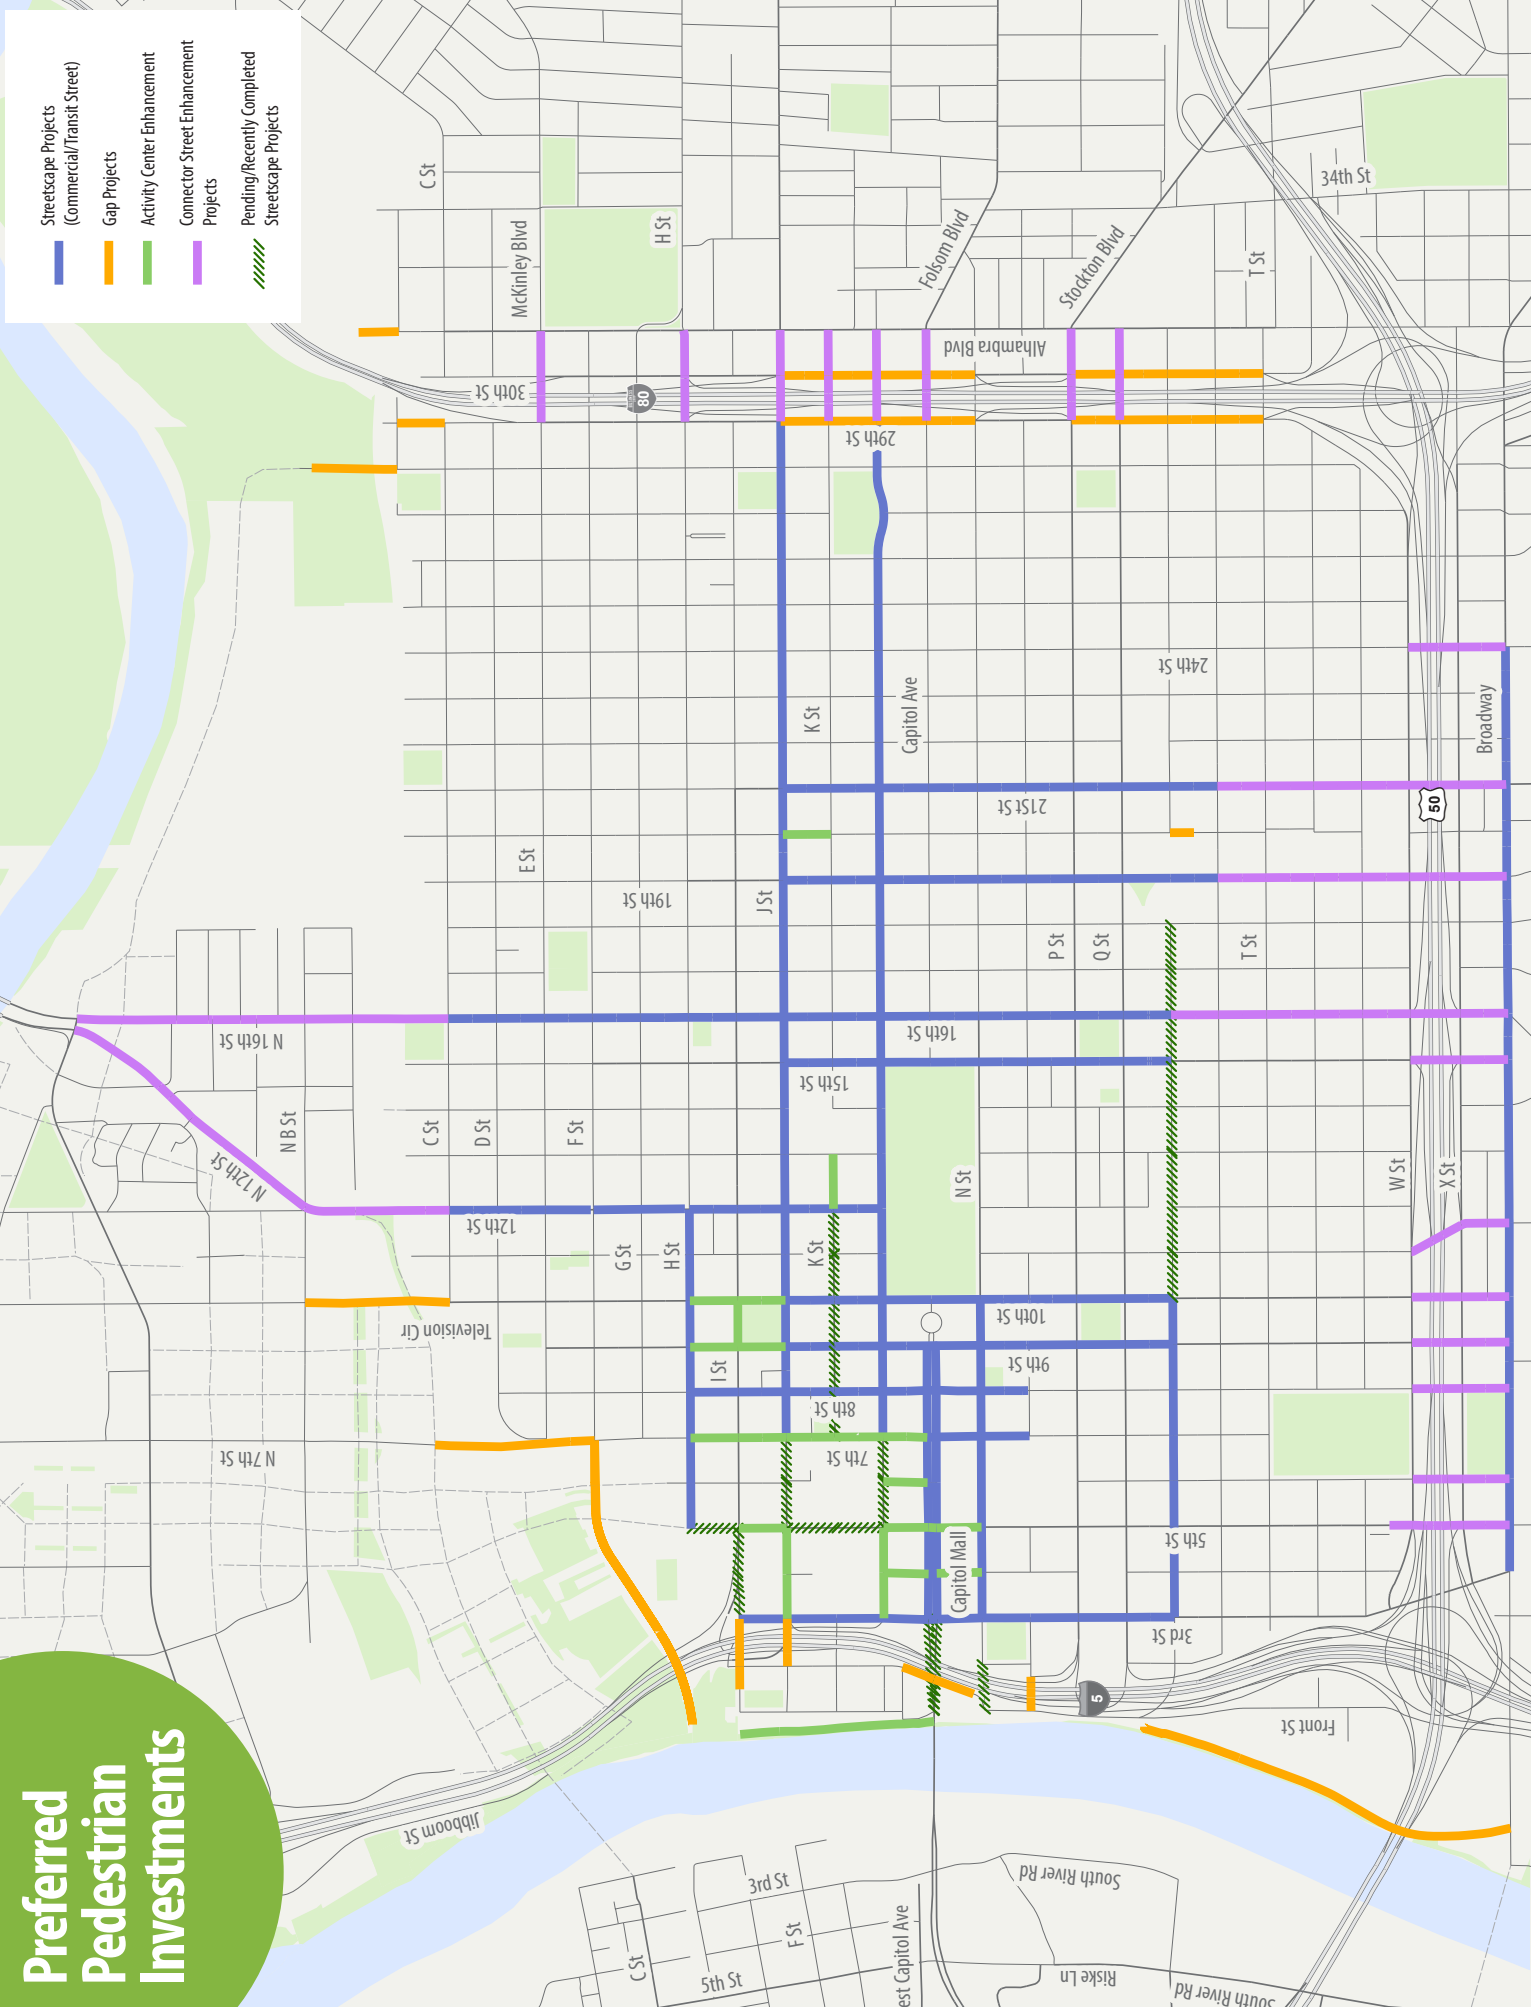 Preferred
Pedestrian
Investments
Streetscape Projects
(Commercial/Transit Street)
Gap Projects
Activity Center Enhancement
Connector Street Enhancement
Projects
Pending/Recently Completed
Streetscape Projects
C St
McKinley Blvd
H St
Folsom Blvd
Stockton Blvd
T St
34th St
Alhambra Blvd
30th St
80
29th St
24th St
K St
Capitol Ave
Broadway
21St St
50
E St
19th St
J St
P St
Q St
T St
N 16th St
16th St
15th St
N B St
C St
D St
F St
N 12th St
N St
W St
X St
12th St
G St
H St
K St
Television Cir
10th St
I St
9th St
8th St
N 7th St
7th St
5th St
Capitol Mall
3rd St
5
Front St
Jibboom St
3rd St
South River Rd
F St
C St
5th St
est Capitol Ave
Riske Ln
South River Rd